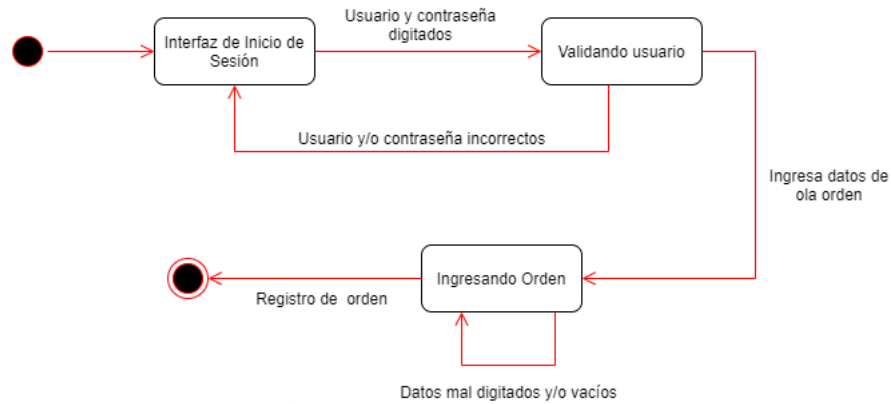 Usuario y contraseña
digitados
Interfaz de Inicio de
Sesión
Validando usuario
Usuario y/o contraseña incorrectos
Ingresa datos de
ola orden
Ingresando Orden
Registro de orden
Datos mal digitados y/o vacíos